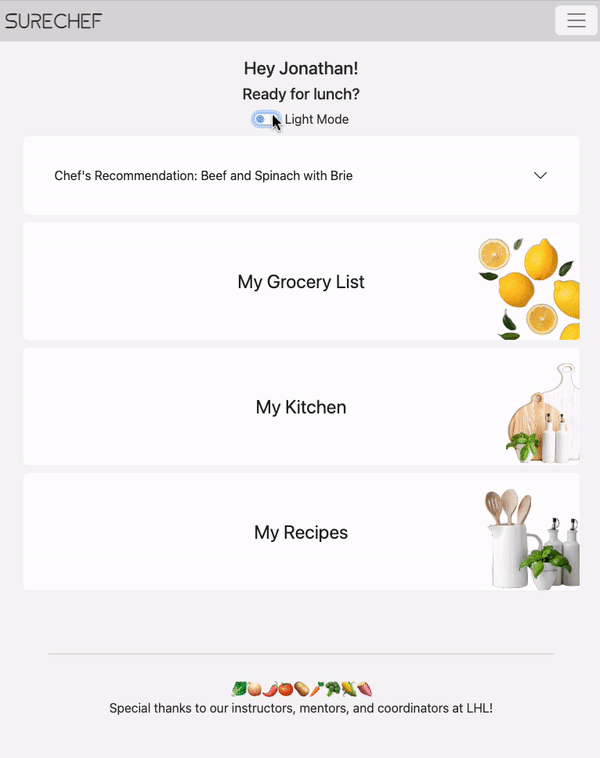 SURECHEF
Hey Jonathan!
Ready for lunch?
Light Mode
Chef's Recommendation: Beef and Spinach with Brie
My Grocery List
My Kitchen
My Recipes
Special thanks to our instructors, mentors, and coordinators at LHL!